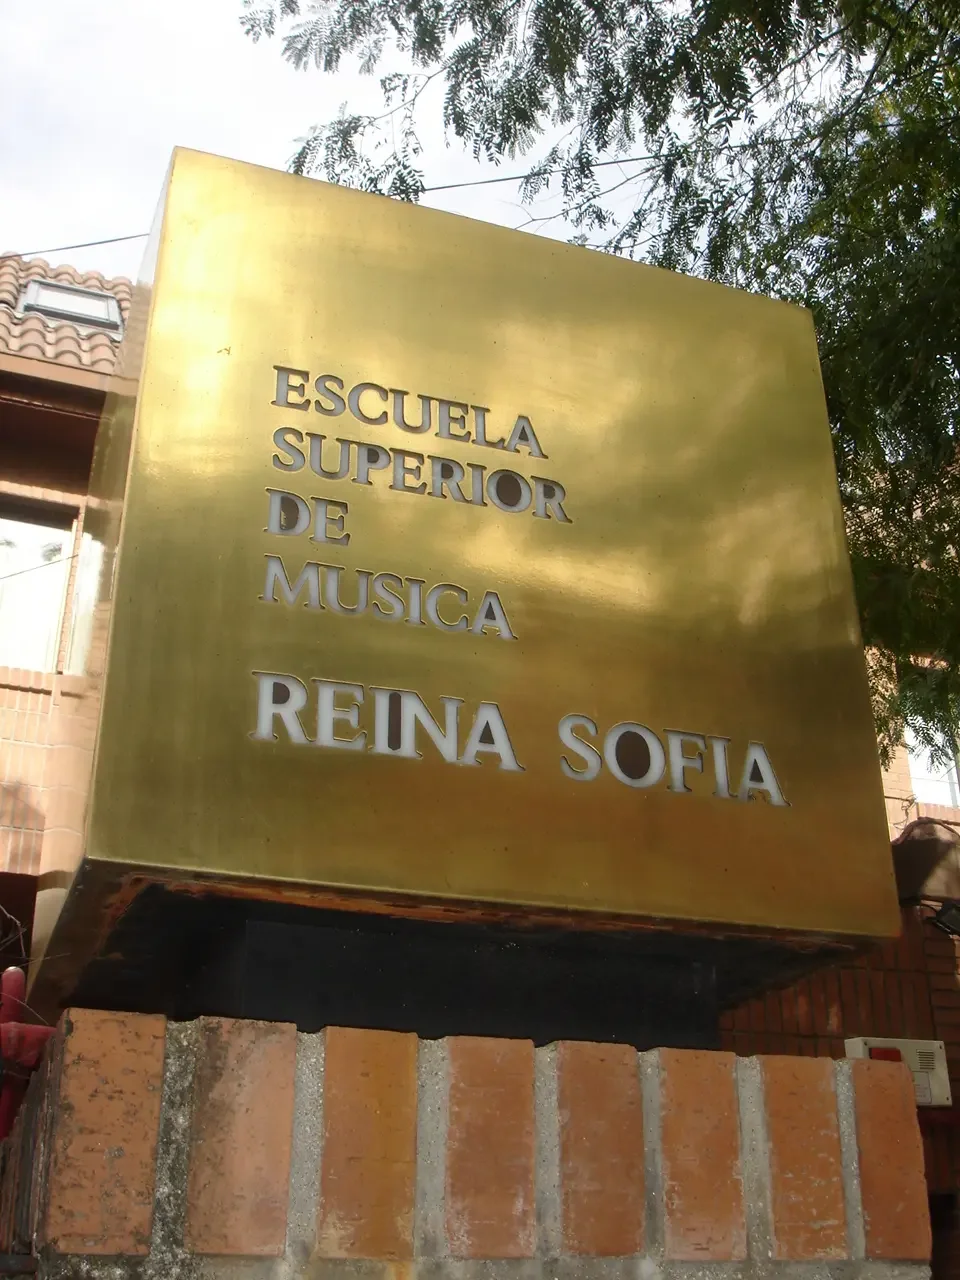 ESCUELA
SUPERIOR
DE
MUSICA
REINA SOFIA